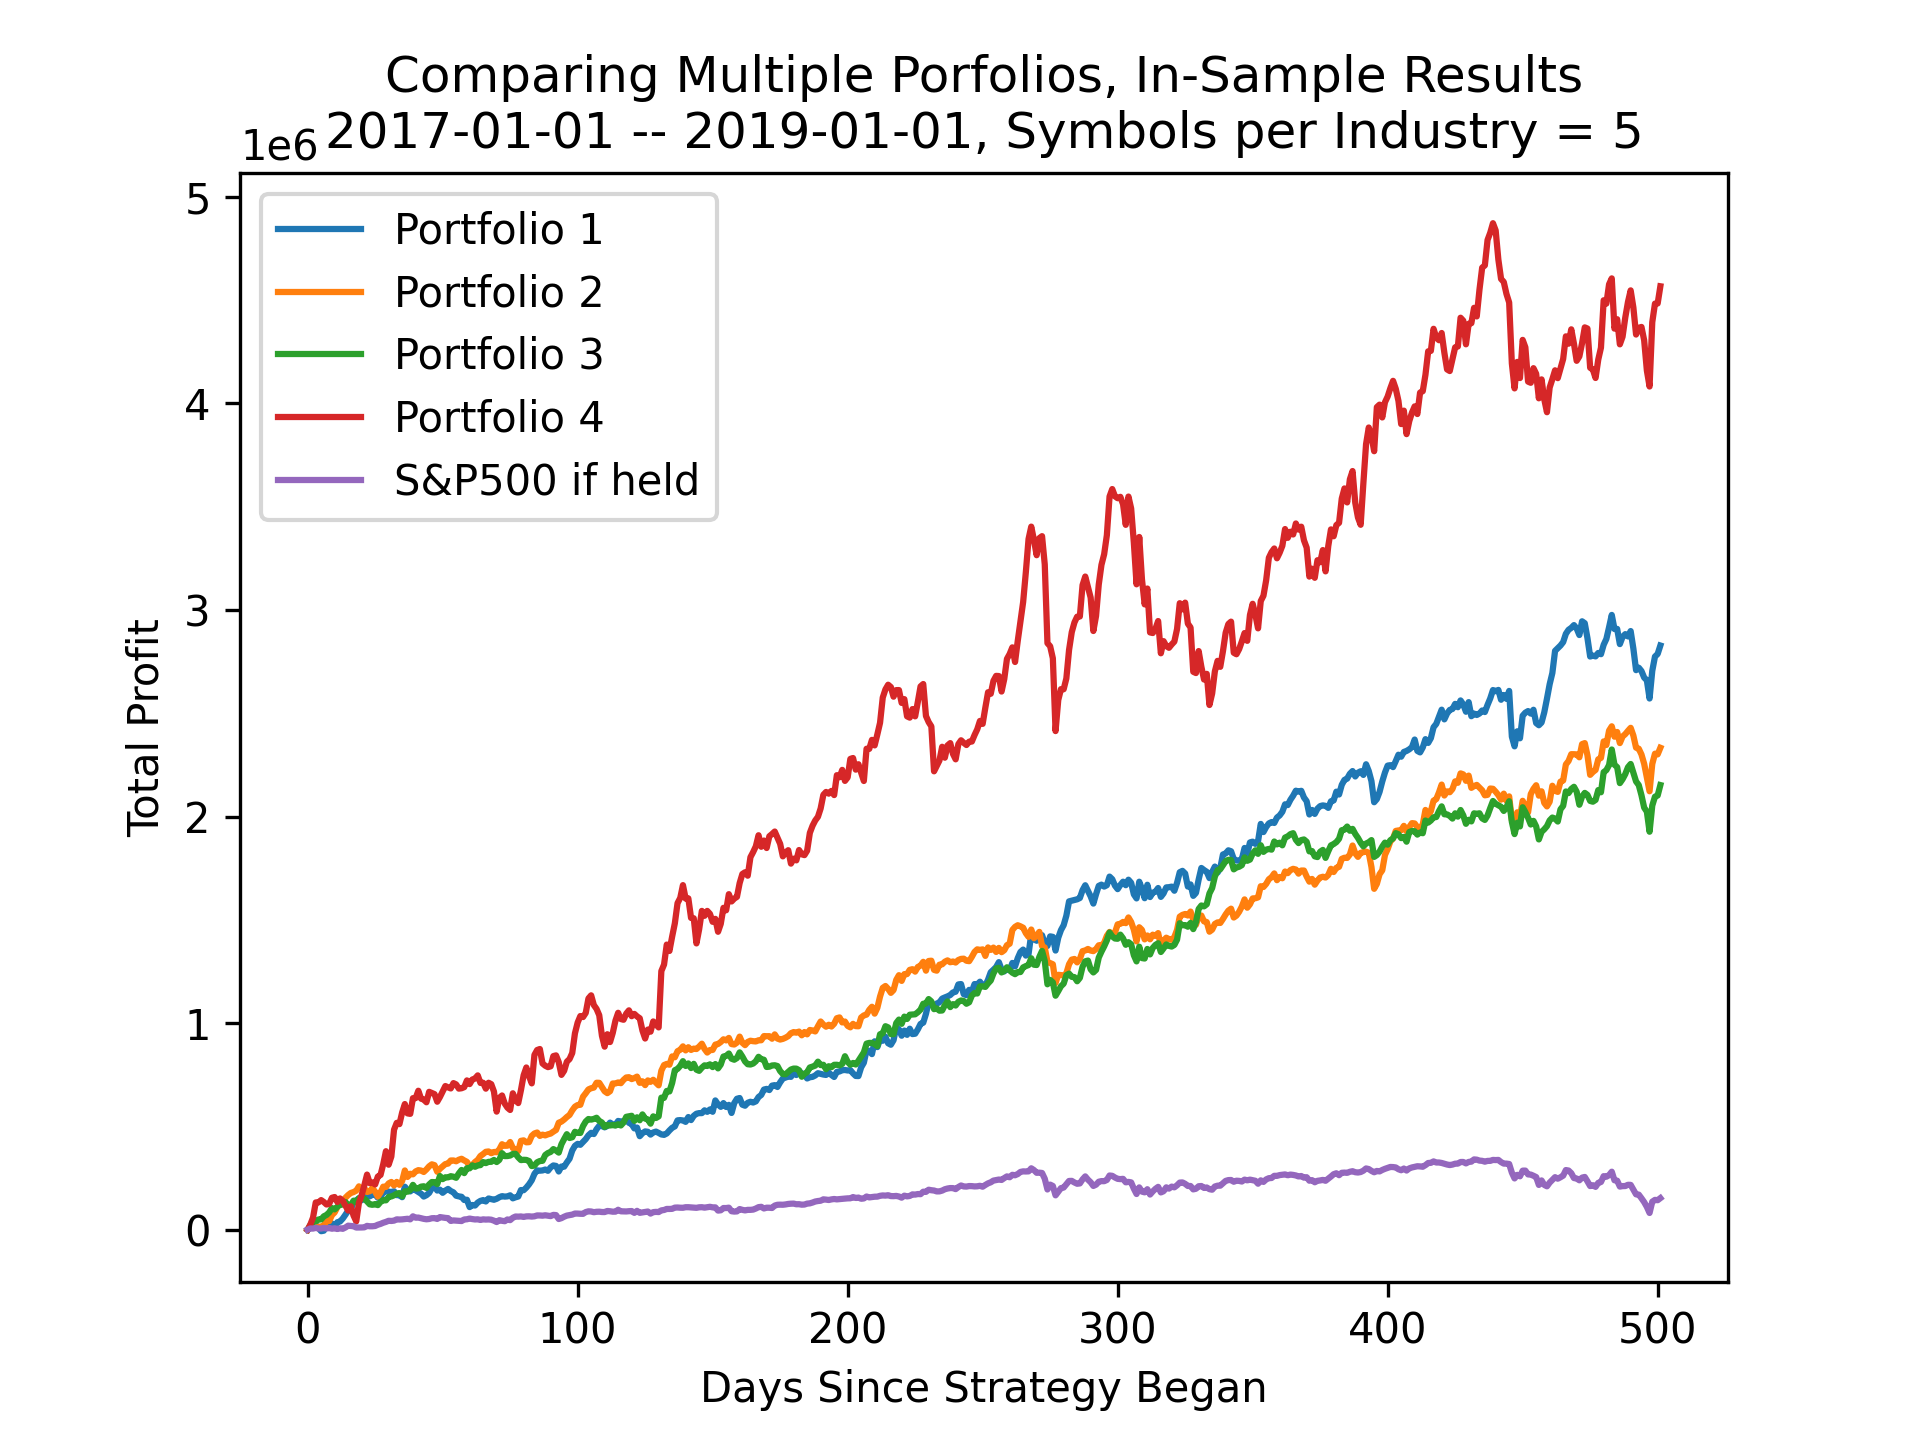 Comparing Multiple Porfolios, In-Sample Results
2017-01-01 -- 2019-01-01, Symbols per Industry = 5
1e6
5
4
3
2
1
0
Total Profit
Portfolio 1
Portfolio 2
Portfolio 3
Portfolio 4
S&P500 if held
0 100 200 300 400 500
Days Since Strategy Began